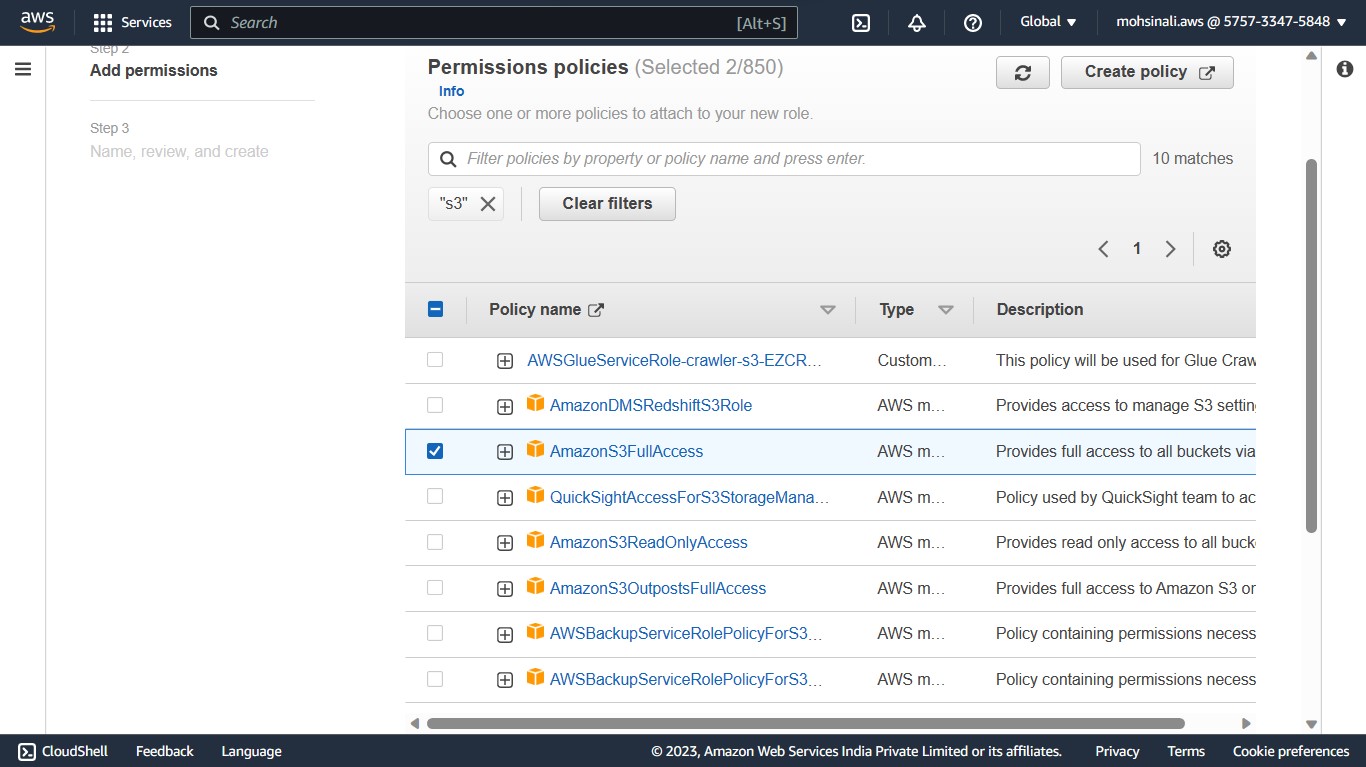 aws Services Search [Alt+S] Global mohsinali.aws @ 5757-3347-5848
Step 2
Add permissions
Step 3
Name, review, and create
Permissions policies (Selected 2/850)
Info
Create policy
Choose one or more policies to attach to your new role.
Filter policies by property or policy name and press enter.
10 matches
"s3"
Clear filters
1
Policy name Type Description
AWSGlueServiceRole-crawler-s3-EZCR... Custom... This policy will be used for Glue Craw
AmazonDMSRedshiftS3Role AWS m... Provides access to manage S3 settin
AmazonS3FullAccess AWS m... Provides full access to all buckets via
QuickSightAccessForS3StorageMana... AWS m... Policy used by QuickSight team to ac
AmazonS3ReadOnlyAccess AWS m... Provides read only access to all buck
AmazonS3OutpostsFullAccess AWS m... Provides full access to Amazon S3 or
AWSBackupServiceRolePolicyForS3... AWS m... Policy containing permissions necess
AWSBackupServiceRolePolicyForS3... AWS m... Policy containing permissions necess
CloudShell Feedback Language © 2023, Amazon Web Services India Private Limited or its affiliates. Privacy Terms Cookie preferences